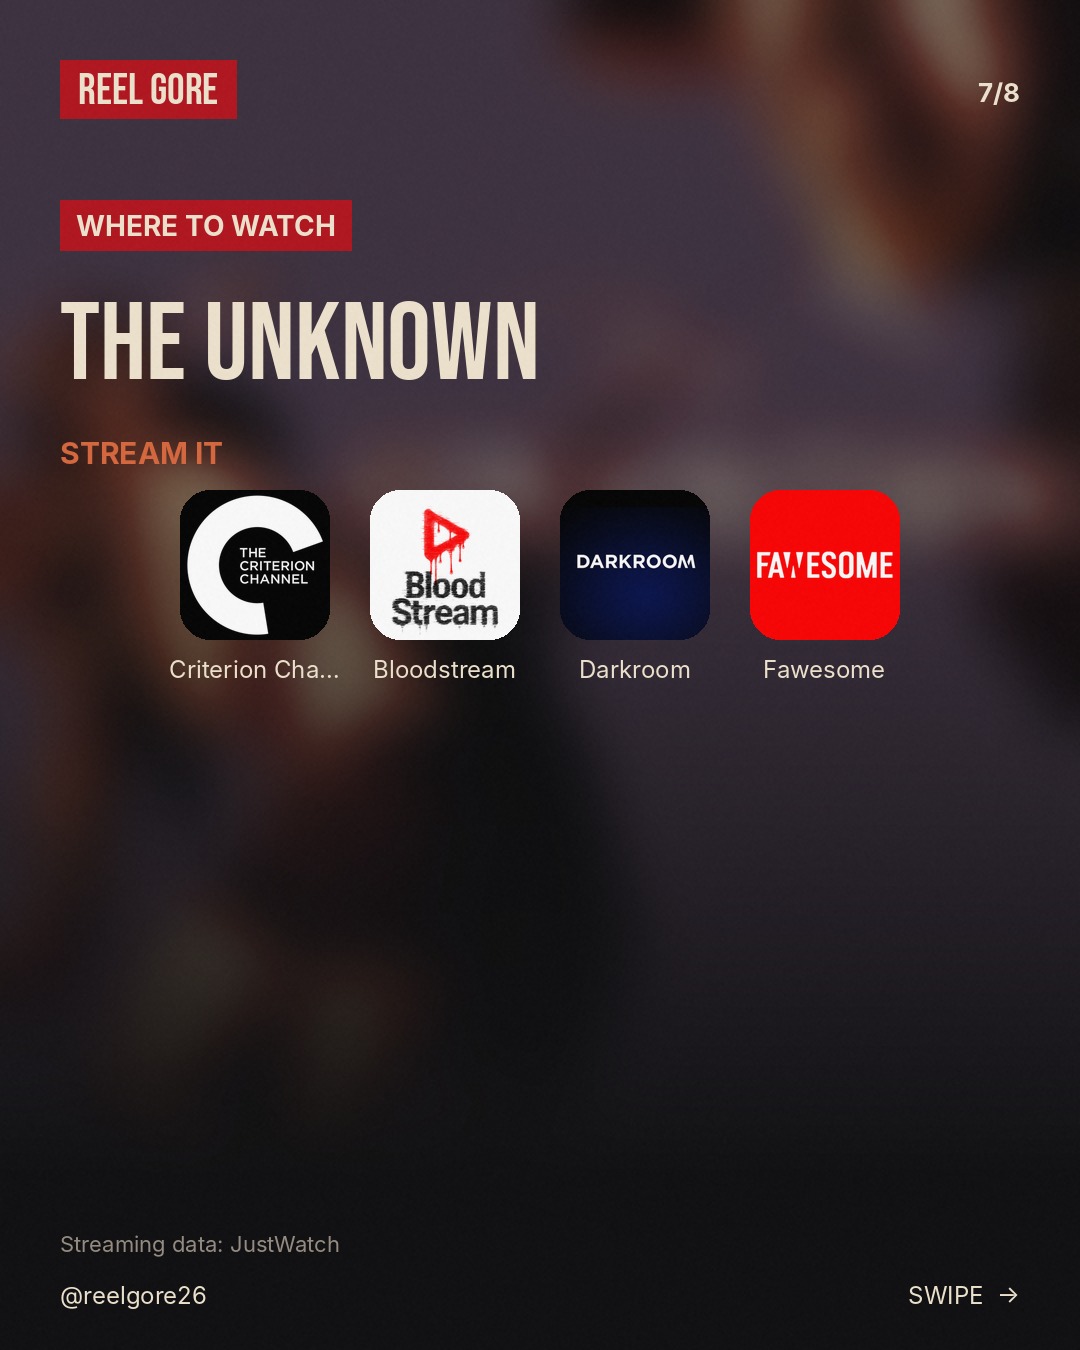 REEL GORE
7/8
WHERE TO WATCH
THE UNKNOWN
STREAM IT
THE
CRITERION
CHANNEL
Blood
Stream
DARKROOM
FAWESOME
Criterion Cha... Bloodstream Darkroom Fawesome
Streaming data: JustWatch
@reelgore26
SWIPE →